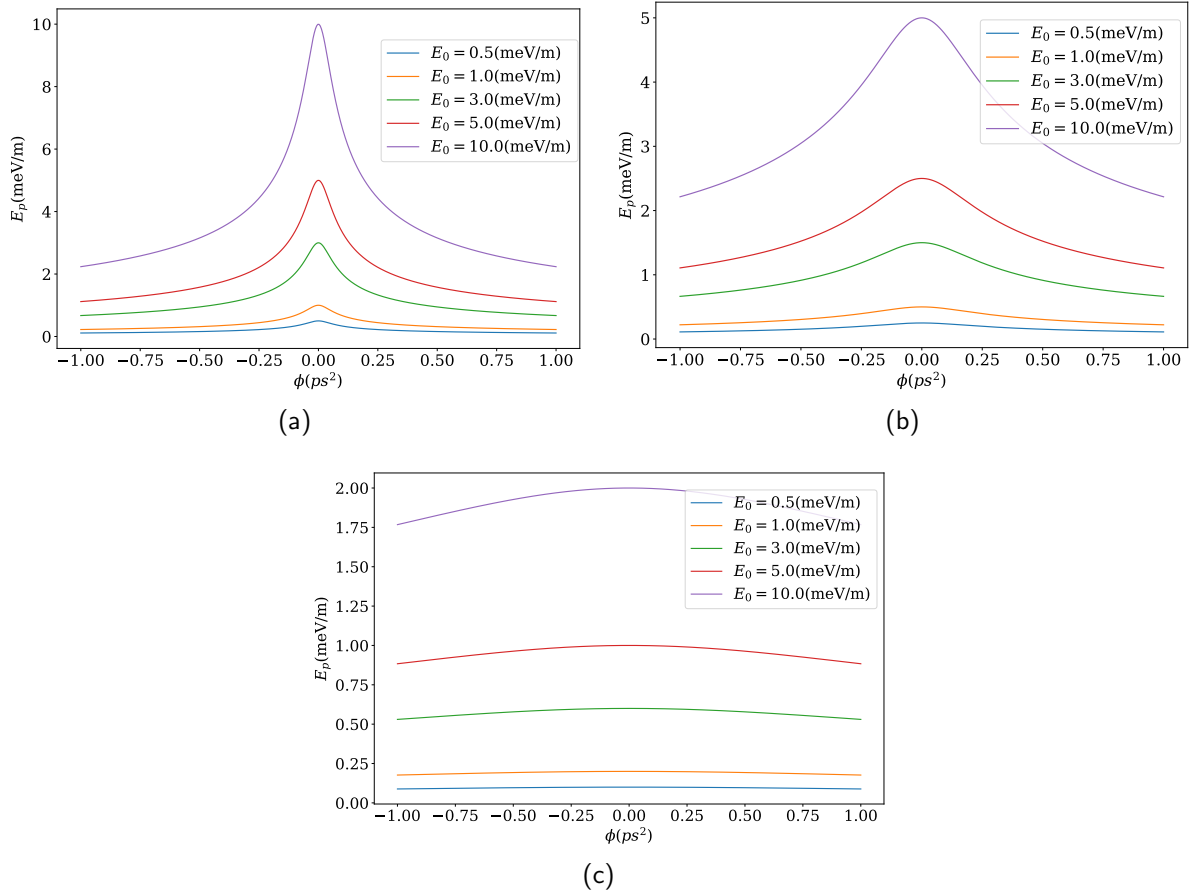 10
8
6
4
2
0
E_p(meV/m)
E_0 = 0.5(meV/m)
E_0 = 1.0(meV/m)
E_0 = 3.0(meV/m)
E_0 = 5.0(meV/m)
E_0 = 10.0(meV/m)
−1.00 −0.75 −0.50 −0.25 0.00 0.25 0.50 0.75 1.00
ϕ(ps²)
(a)
5
4
3
2
1
0
E_p(meV/m)
E_0 = 0.5(meV/m)
E_0 = 1.0(meV/m)
E_0 = 3.0(meV/m)
E_0 = 5.0(meV/m)
E_0 = 10.0(meV/m)
−1.00 −0.75 −0.50 −0.25 0.00 0.25 0.50 0.75 1.00
ϕ(ps²)
(b)
2.00
1.75
1.50
1.25
1.00
0.75
0.50
0.25
0.00
E_p(meV/m)
E_0 = 0.5(meV/m)
E_0 = 1.0(meV/m)
E_0 = 3.0(meV/m)
E_0 = 5.0(meV/m)
E_0 = 10.0(meV/m)
−1.00 −0.75 −0.50 −0.25 0.00 0.25 0.50 0.75 1.00
ϕ(ps²)
(c)